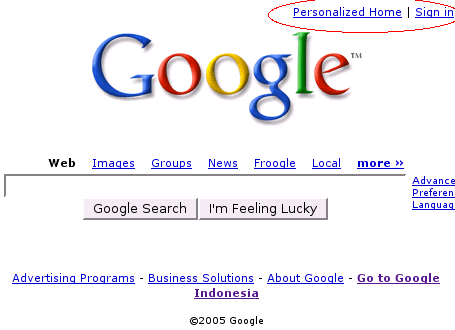 Personalized Home | Sign in
Google™
Web Images Groups News Froogle Local more »
Advance
Preferen
Languag
Google Search I'm Feeling Lucky
Advertising Programs - Business Solutions - About Google - Go to Google
Indonesia
©2005 Google